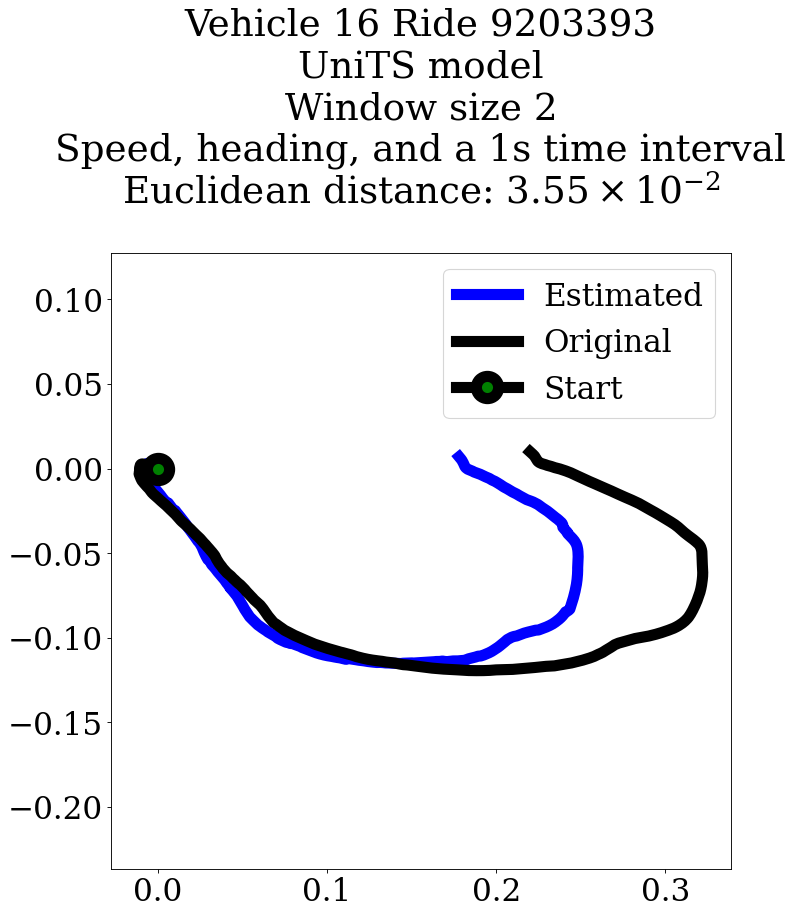 Vehicle 16 Ride 9203393
UniTS model
Window size 2
Speed, heading, and a 1s time interval
Euclidean distance: 3.55 × 10⁻²
Estimated
Original
Start
0.10
0.05
0.00
−0.05
−0.10
−0.15
−0.20
0.0 0.1 0.2 0.3